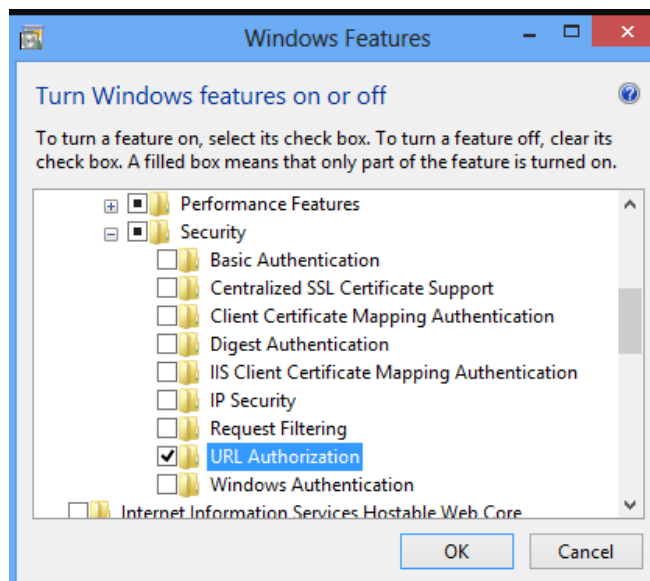 Windows Features
Turn Windows features on or off
To turn a feature on, select its check box. To turn a feature off, clear its
check box. A filled box means that only part of the feature is turned on.
Performance Features
Security
Basic Authentication
Centralized SSL Certificate Support
Client Certificate Mapping Authentication
Digest Authentication
IIS Client Certificate Mapping Authentication
IP Security
Request Filtering
URL Authorization
Windows Authentication
Internet Information Services Hostable Web Core
OK Cancel